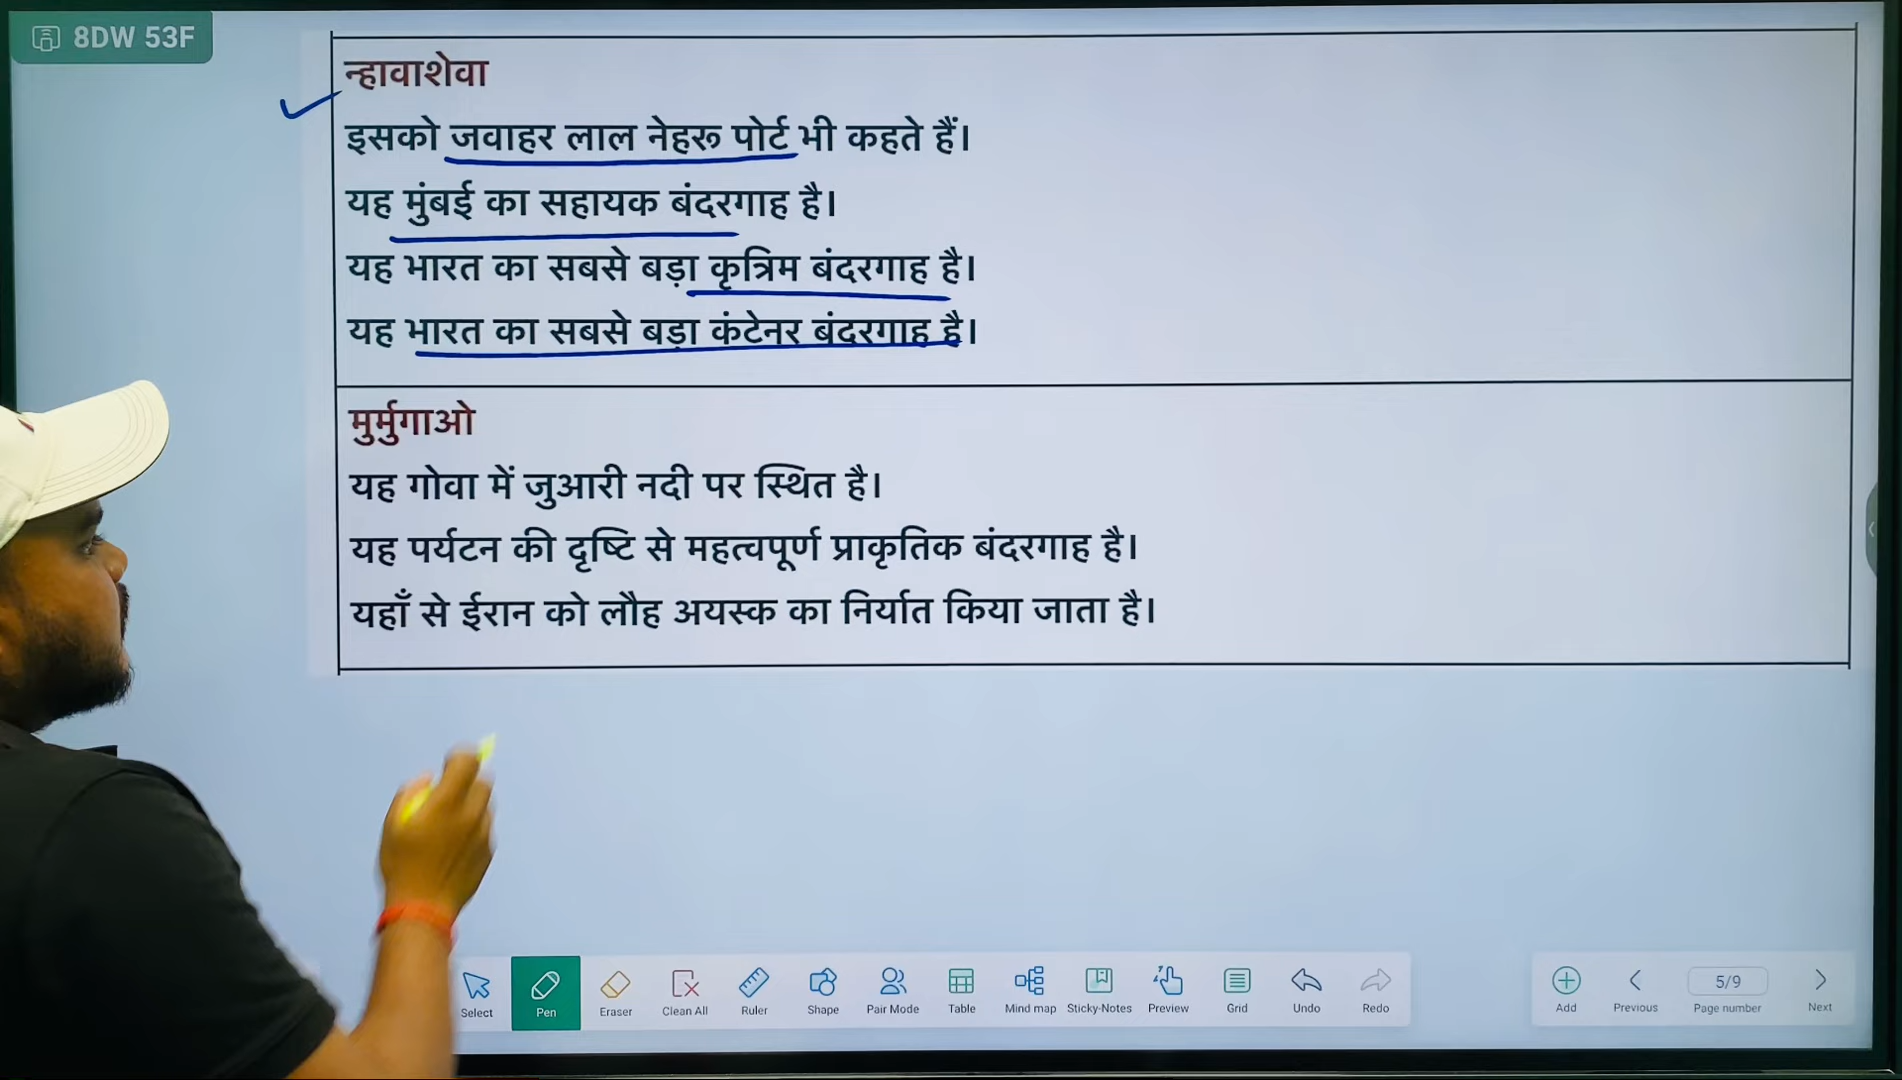 8DW 53F
न्हावाशेवा
इसको जवाहर लाल नेहरू पोर्ट भी कहते हैं।
यह मुंबई का सहायक बंदरगाह है।
यह भारत का सबसे बड़ा कृत्रिम बंदरगाह है।
यह भारत का सबसे बड़ा कंटेनर बंदरगाह है।
मुर्मुगाओ
यह गोवा में जुआरी नदी पर स्थित है।
यह पर्यटन की दृष्टि से महत्वपूर्ण प्राकृतिक बंदरगाह है।
यहाँ से ईरान को लौह अयस्क का निर्यात किया जाता है।
Select Pen Eraser Clean All Ruler Shape Pair Mode Table Mind map Sticky-Notes Preview Grid Undo Redo
5/9
Add Previous Page number Next